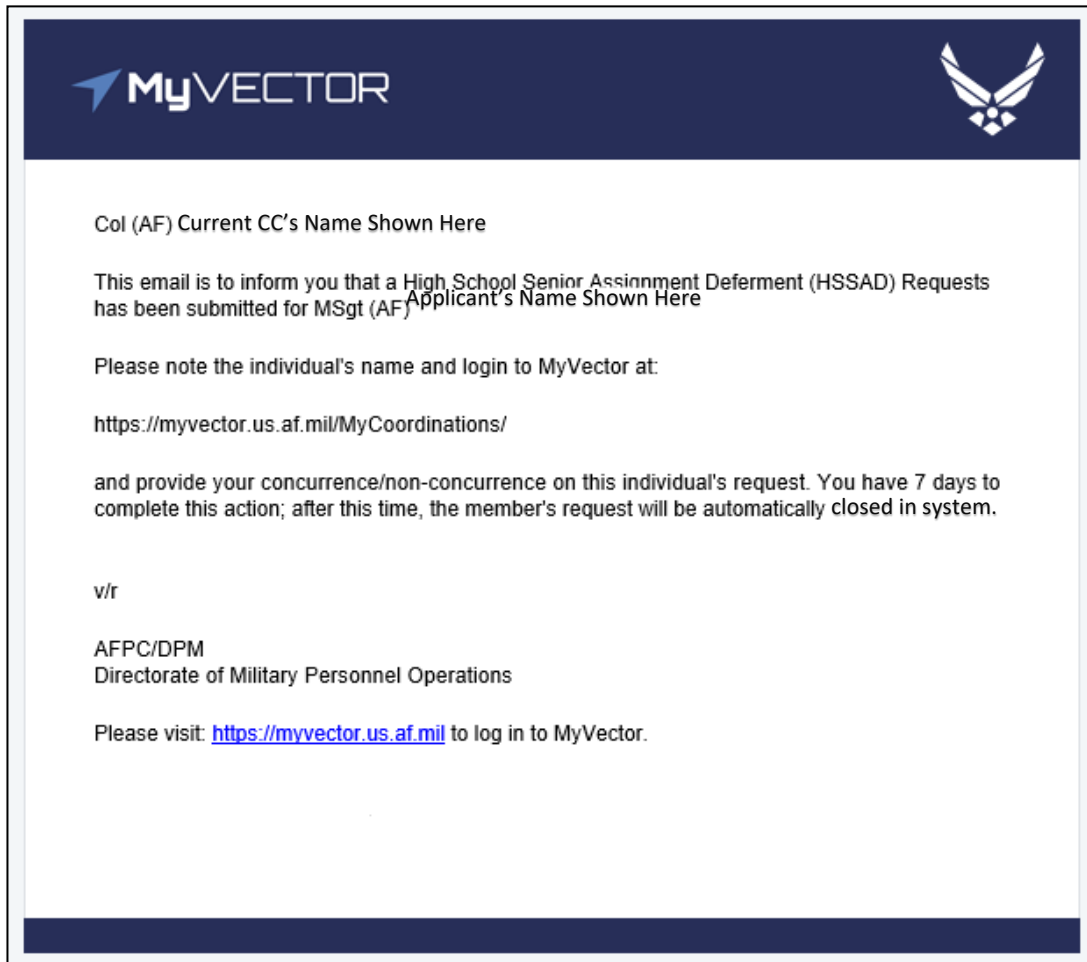 MyVECTOR
Col (AF) Current CC's Name Shown Here
This email is to inform you that a High School Senior Assignment Deferment (HSSAD) Requests
has been submitted for MSgt (AF) Applicant's Name Shown Here
Please note the individual's name and login to MyVector at:
https://myvector.us.af.mil/MyCoordinations/
and provide your concurrence/non-concurrence on this individual's request. You have 7 days to
complete this action; after this time, the member's request will be automatically closed in system.
v/r
AFPC/DPM
Directorate of Military Personnel Operations
Please visit: https://myvector.us.af.mil to log in to MyVector.